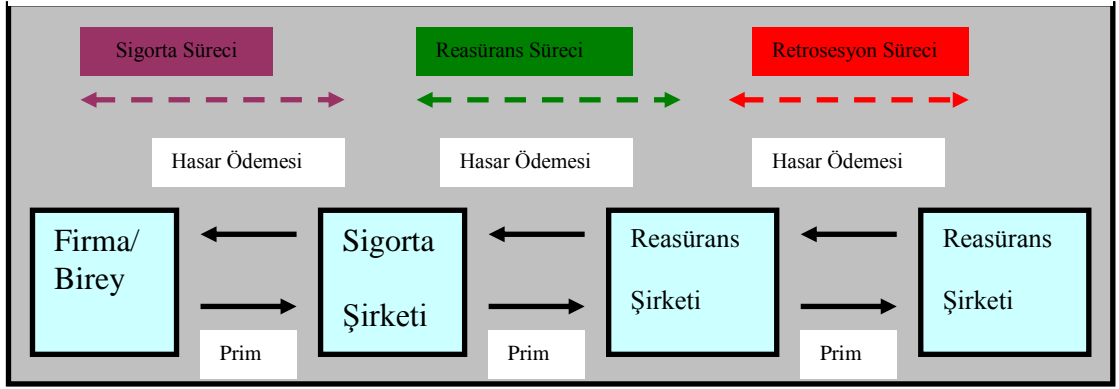 Sigorta Süreci
Reasürans Süreci
Retrosesyon Süreci
Hasar Ödemesi
Hasar Ödemesi
Hasar Ödemesi
Firma/
Birey
Sigorta
Şirketi
Reasürans
Şirketi
Reasürans
Şirketi
Prim
Prim
Prim